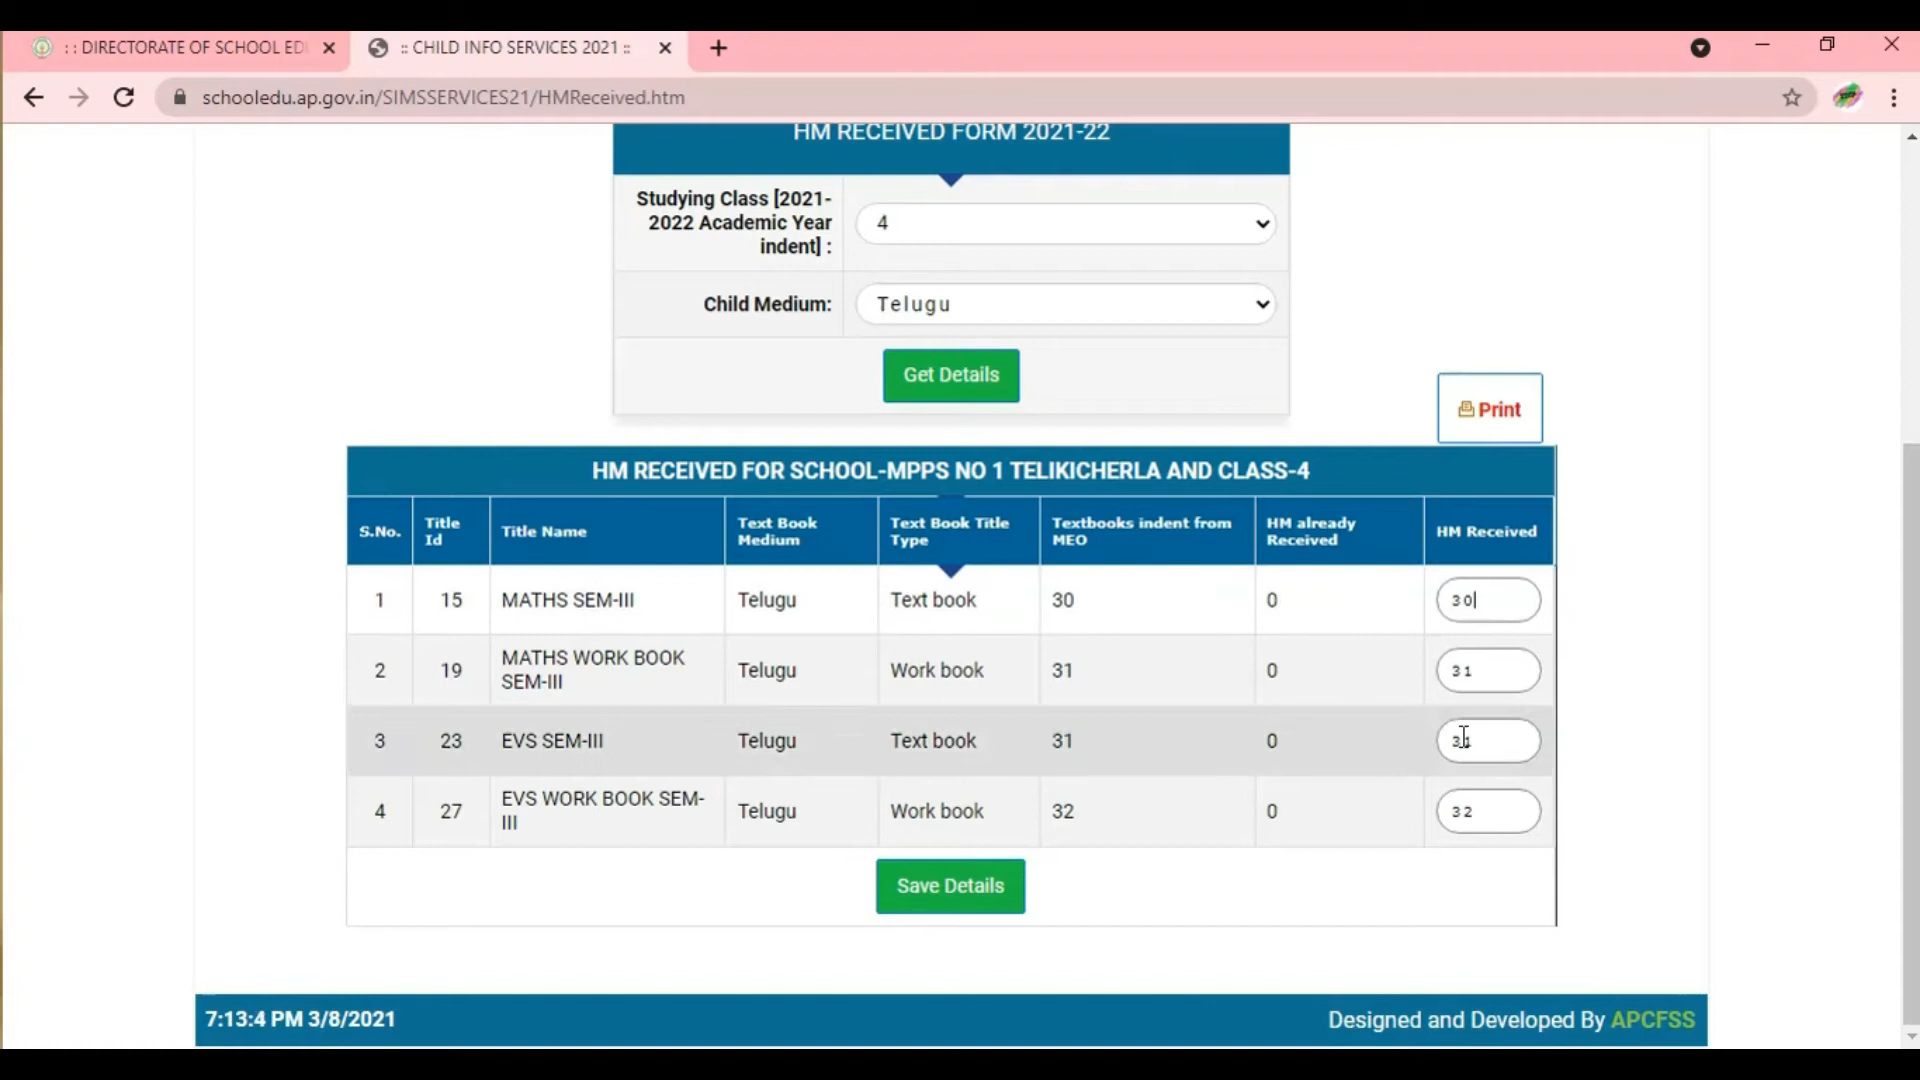 : : DIRECTORATE OF SCHOOL ED
:: CHILD INFO SERVICES 2021 ::
schooledu.ap.gov.in/SIMSSERVICES21/HMReceived.htm
HM RECEIVED FORM 2021-22
Studying Class [2021-
2022 Academic Year
indent] :
4
Child Medium:
Telugu
Get Details
Print
HM RECEIVED FOR SCHOOL-MPPS NO 1 TELIKICHERLA AND CLASS-4
S.No.
Title
Id
Title Name
Text Book
Medium
Text Book Title
Type
Textbooks indent from
MEO
HM already
Received
HM Received
1 15 MATHS SEM-III Telugu Text book 30 0 30
2 19 MATHS WORK BOOK
SEM-III Telugu Work book 31 0 31
3 23 EVS SEM-III Telugu Text book 31 0 31
4 27 EVS WORK BOOK SEM-
III Telugu Work book 32 0 32
Save Details
7:13:4 PM 3/8/2021
Designed and Developed By APCFSS